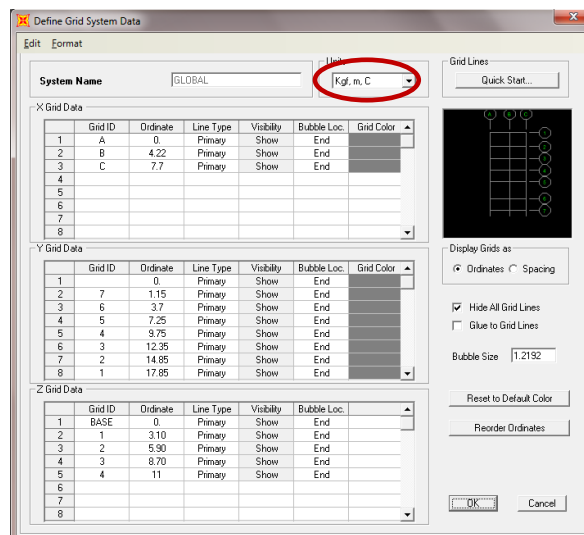 Define Grid System Data
Edit Format
System Name GLOBAL
Units
Kgf, m, C
Grid Lines
Quick Start...
X Grid Data
Grid ID Ordinate Line Type Visibility Bubble Loc. Grid Color
1 A 0. Primary Show End
2 B 4.22 Primary Show End
3 C 7.7 Primary Show End
4
5
6
7
8
Y Grid Data
Grid ID Ordinate Line Type Visibility Bubble Loc. Grid Color
1 0. Primary Show End
2 7 1.15 Primary Show End
3 6 3.7 Primary Show End
4 5 7.25 Primary Show End
5 4 9.75 Primary Show End
6 3 12.35 Primary Show End
7 2 14.85 Primary Show End
8 1 17.85 Primary Show End
Z Grid Data
Grid ID Ordinate Line Type Visibility Bubble Loc.
1 BASE 0. Primary Show End
2 1 3.10 Primary Show End
3 2 5.90 Primary Show End
4 3 8.70 Primary Show End
5 4 11 Primary Show End
6
7
8
Display Grids as
Ordinates Spacing
Hide All Grid Lines
Glue to Grid Lines
Bubble Size 1.2192
Reset to Default Color
Reorder Ordinates
OK Cancel